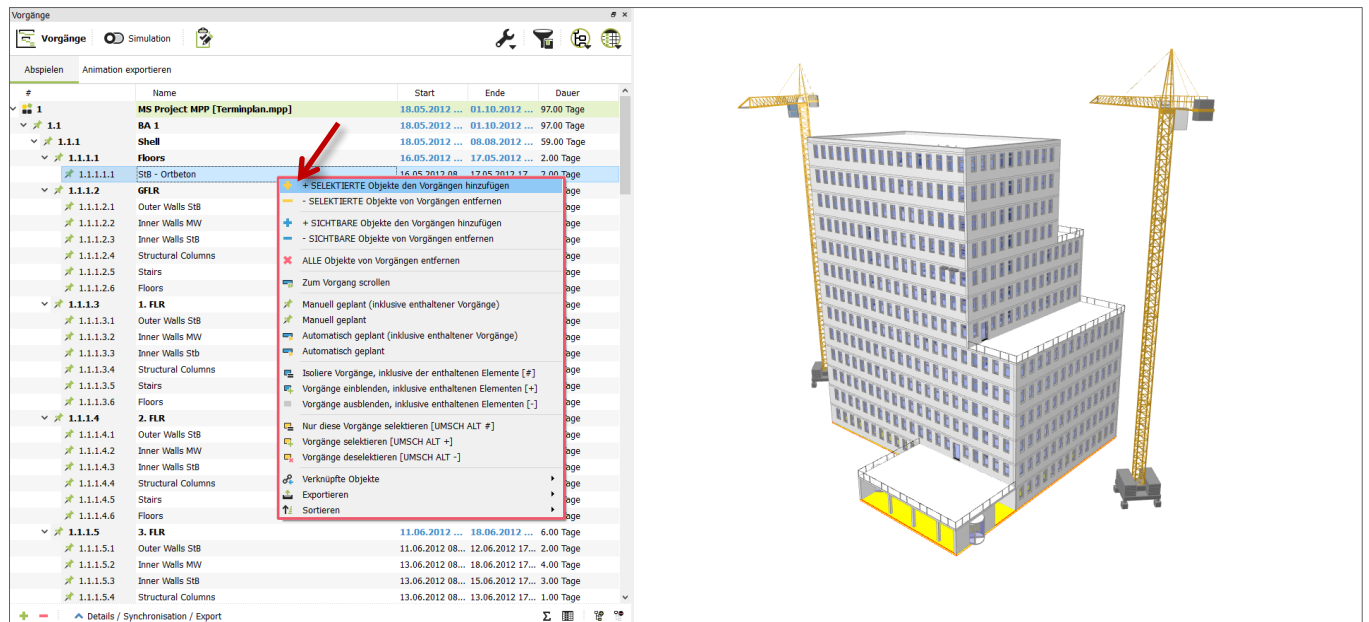 Vorgänge
Vorgänge Simulation
Abspielen Animation exportieren
# Name Start Ende Dauer
1 MS Project MPP [Terminplan.mpp] 18.05.2012 ... 01.10.2012 ... 97.00 Tage
1.1 BA 1 18.05.2012 ... 01.10.2012 ... 97.00 Tage
1.1.1 Shell 18.05.2012 ... 08.08.2012 ... 59.00 Tage
1.1.1.1 Floors 16.05.2012 ... 17.05.2012 ... 2.00 Tage
1.1.1.1.1 StB - Ortbeton 16.05.2012 08... 17.05.2012 17... 2.00 Tage
1.1.1.2 GFLR
1.1.1.2.1 Outer Walls StB
1.1.1.2.2 Inner Walls MW
1.1.1.2.3 Inner Walls StB
1.1.1.2.4 Structural Columns
1.1.1.2.5 Stairs
1.1.1.2.6 Floors
1.1.1.3 1. FLR
1.1.1.3.1 Outer Walls StB
1.1.1.3.2 Inner Walls MW
1.1.1.3.3 Inner Walls Stb
1.1.1.3.4 Structural Columns
1.1.1.3.5 Stairs
1.1.1.3.6 Floors
1.1.1.4 2. FLR
1.1.1.4.1 Outer Walls StB
1.1.1.4.2 Inner Walls MW
1.1.1.4.3 Inner Walls StB
1.1.1.4.4 Structural Columns
1.1.1.4.5 Stairs
1.1.1.4.6 Floors
1.1.1.5 3. FLR 11.06.2012 ... 18.06.2012 ... 6.00 Tage
1.1.1.5.1 Outer Walls StB 11.06.2012 08... 12.06.2012 17... 2.00 Tage
1.1.1.5.2 Inner Walls MW 13.06.2012 08... 18.06.2012 17... 4.00 Tage
1.1.1.5.3 Inner Walls StB 13.06.2012 08... 15.06.2012 17... 3.00 Tage
1.1.1.5.4 Structural Columns 13.06.2012 08... 13.06.2012 17... 1.00 Tage
+ SELEKTIERTE Objekte den Vorgängen hinzufügen
- SELEKTIERTE Objekte von Vorgängen entfernen
+ SICHTBARE Objekte den Vorgängen hinzufügen
- SICHTBARE Objekte von Vorgängen entfernen
ALLE Objekte von Vorgängen entfernen
Zum Vorgang scrollen
Manuell geplant (inklusive enthaltener Vorgänge)
Manuell geplant
Automatisch geplant (inklusive enthaltener Vorgänge)
Automatisch geplant
Isoliere Vorgänge, inklusive der enthaltenen Elemente [#]
Vorgänge einblenden, inklusive enthaltenen Elementen [+]
Vorgänge ausblenden, inklusive enthaltenen Elementen [-]
Nur diese Vorgänge selektieren [UMSCH ALT #]
Vorgänge selektieren [UMSCH ALT +]
Vorgänge deselektieren [UMSCH ALT -]
Verknüpfte Objekte
Exportieren
Sortieren
Details / Synchronisation / Export